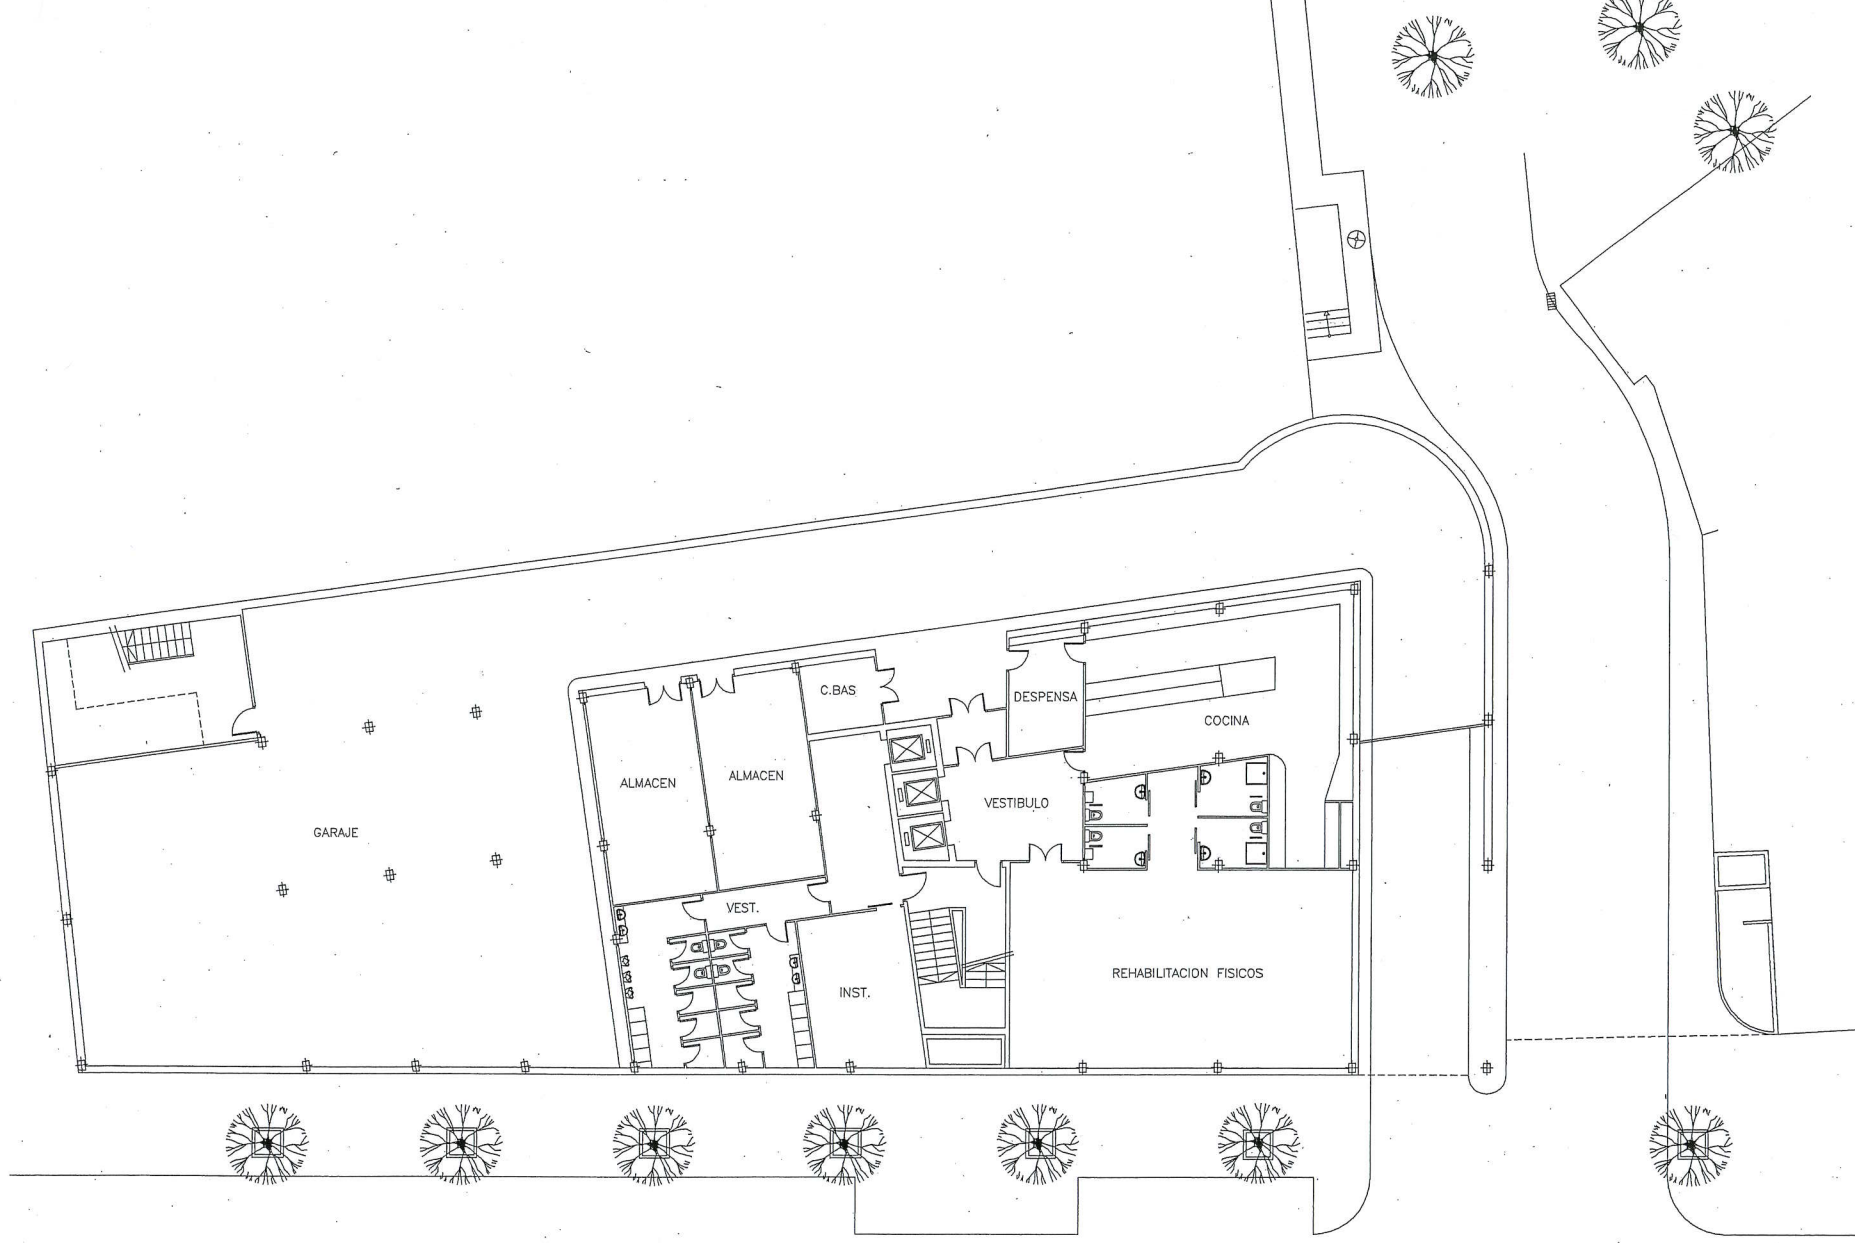 C.BAS
DESPENSA
COCINA
ALMACEN
ALMACEN
VESTIBULO
GARAJE
VEST.
REHABILITACION FISICOS
INST.